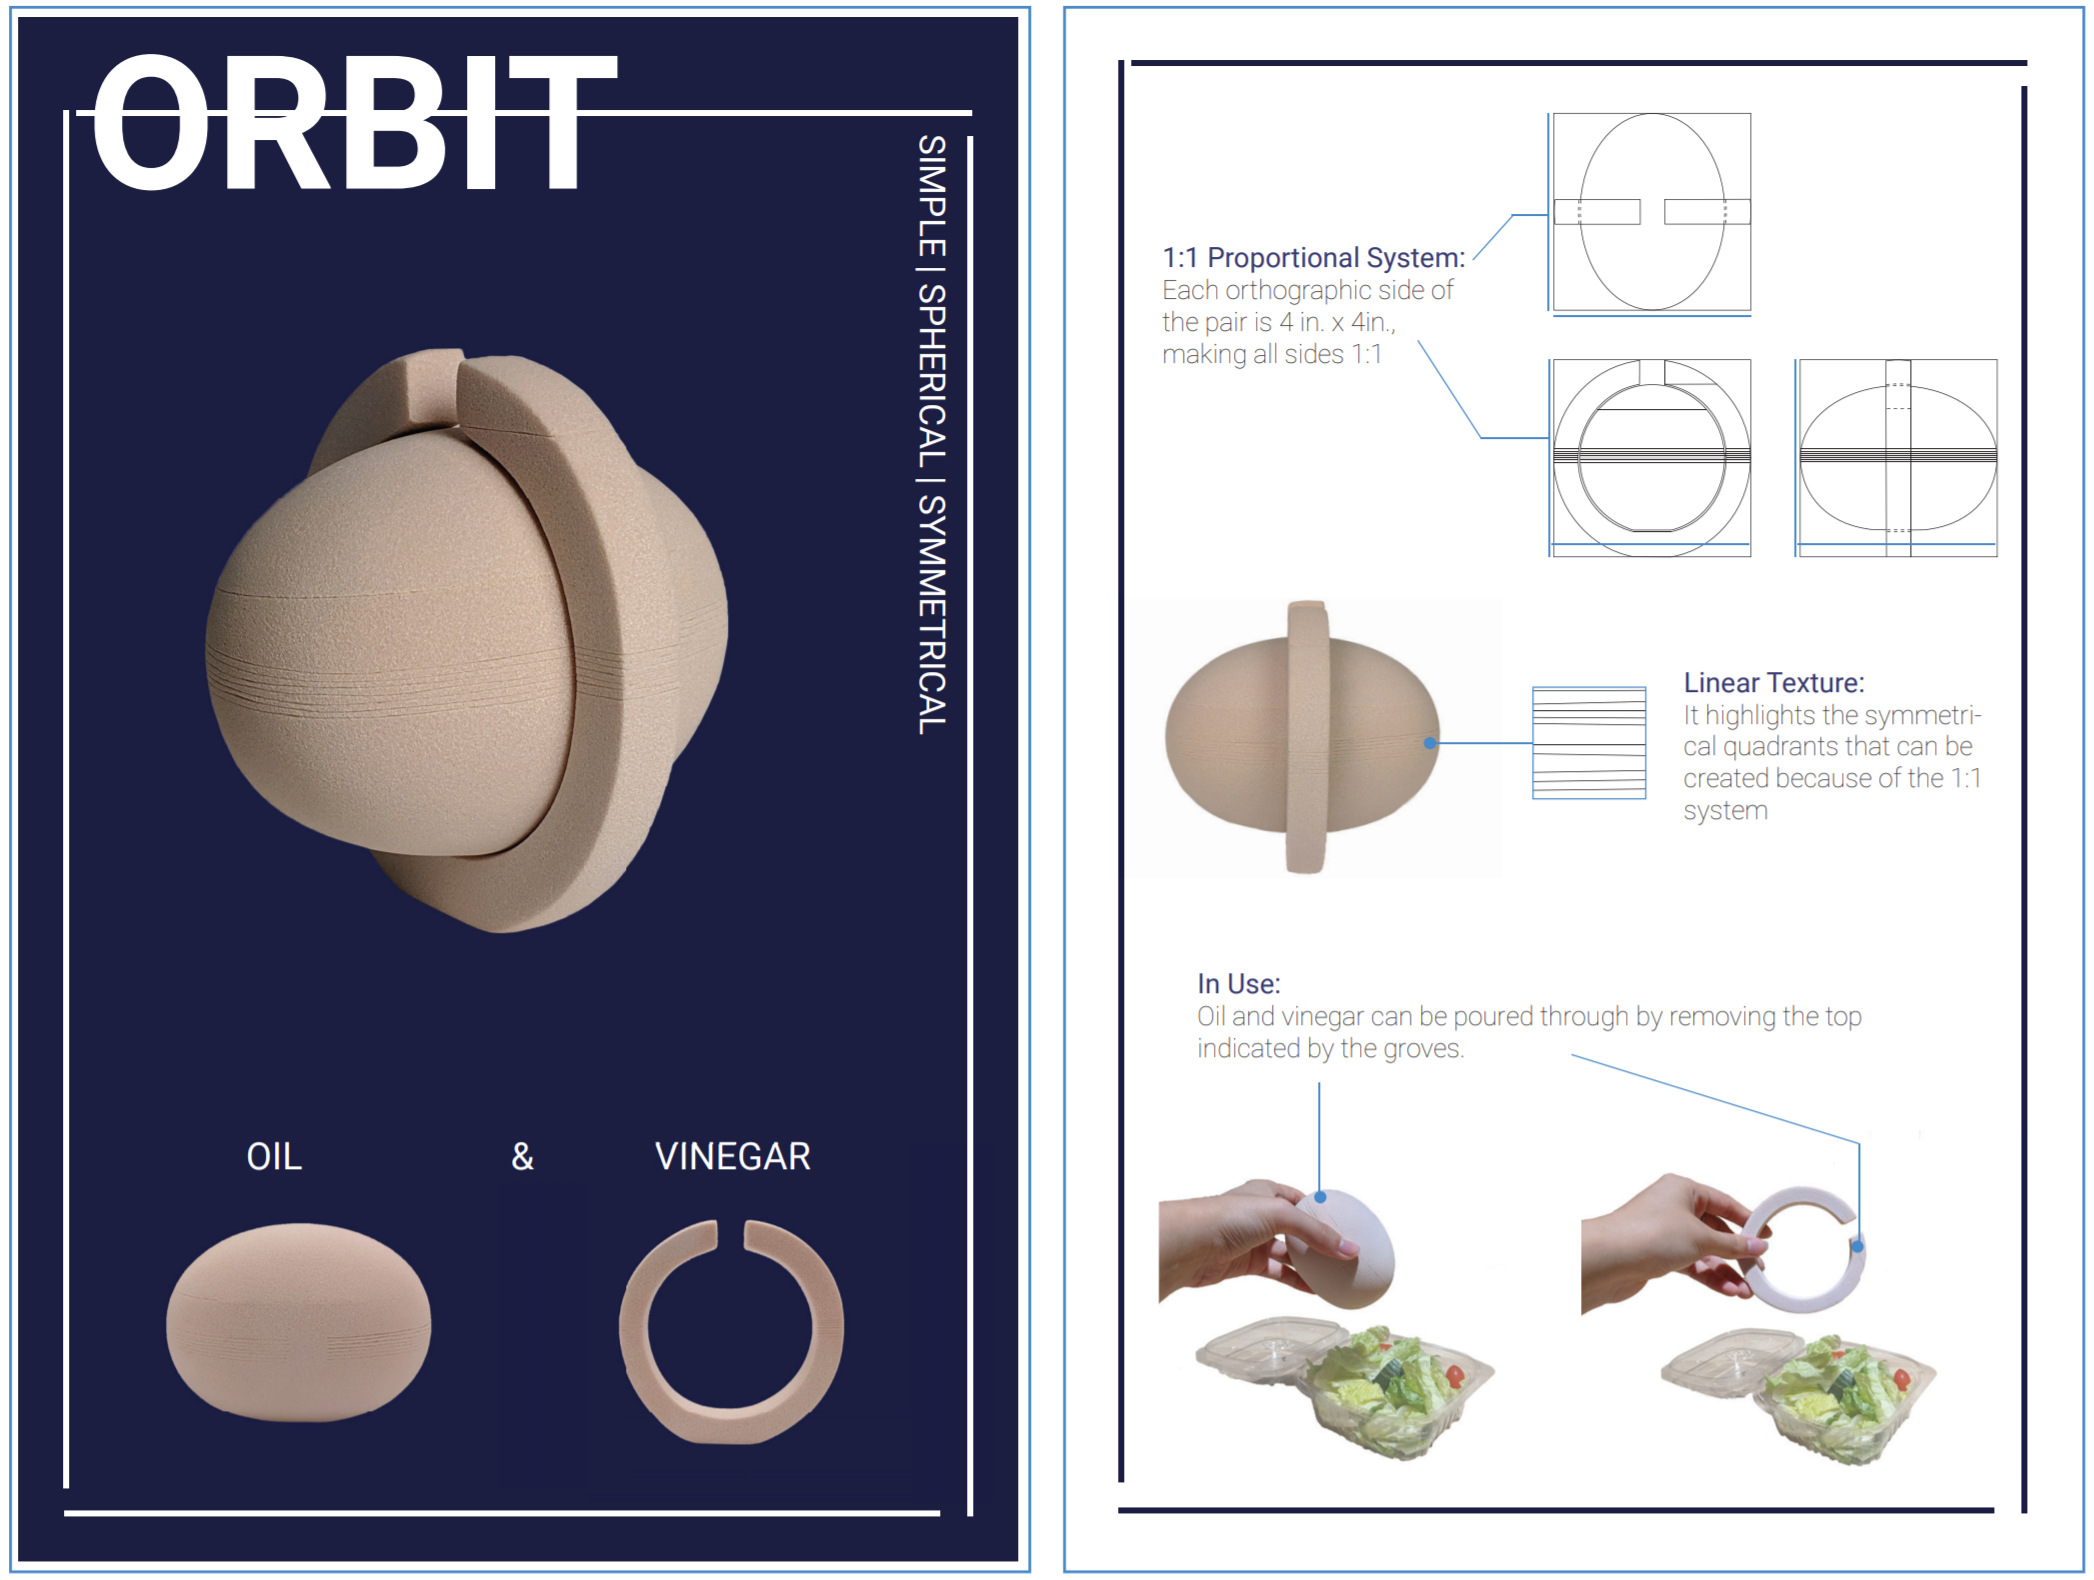 ORBIT
SIMPLE | SPHERICAL | SYMMETRICAL
OIL & VINEGAR
1:1 Proportional System:
Each orthographic side of
the pair is 4 in. x 4in.,
making all sides 1:1
Linear Texture:
It highlights the symmetri-
cal quadrants that can be
created because of the 1:1
system
In Use:
Oil and vinegar can be poured through by removing the top
indicated by the groves.